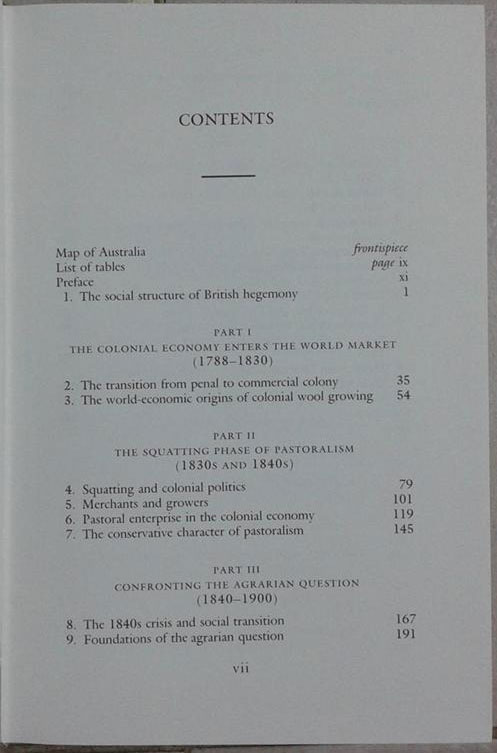 CONTENTS
Map of Australia frontispiece
List of tables page ix
Preface xi
1. The social structure of British hegemony 1
PART I
THE COLONIAL ECONOMY ENTERS THE WORLD MARKET
(1788–1830)
2. The transition from penal to commercial colony 35
3. The world-economic origins of colonial wool growing 54
PART II
THE SQUATTING PHASE OF PASTORALISM
(1830s AND 1840s)
4. Squatting and colonial politics 79
5. Merchants and growers 101
6. Pastoral enterprise in the colonial economy 119
7. The conservative character of pastoralism 145
PART III
CONFRONTING THE AGRARIAN QUESTION
(1840–1900)
8. The 1840s crisis and social transition 167
9. Foundations of the agrarian question 191
vii